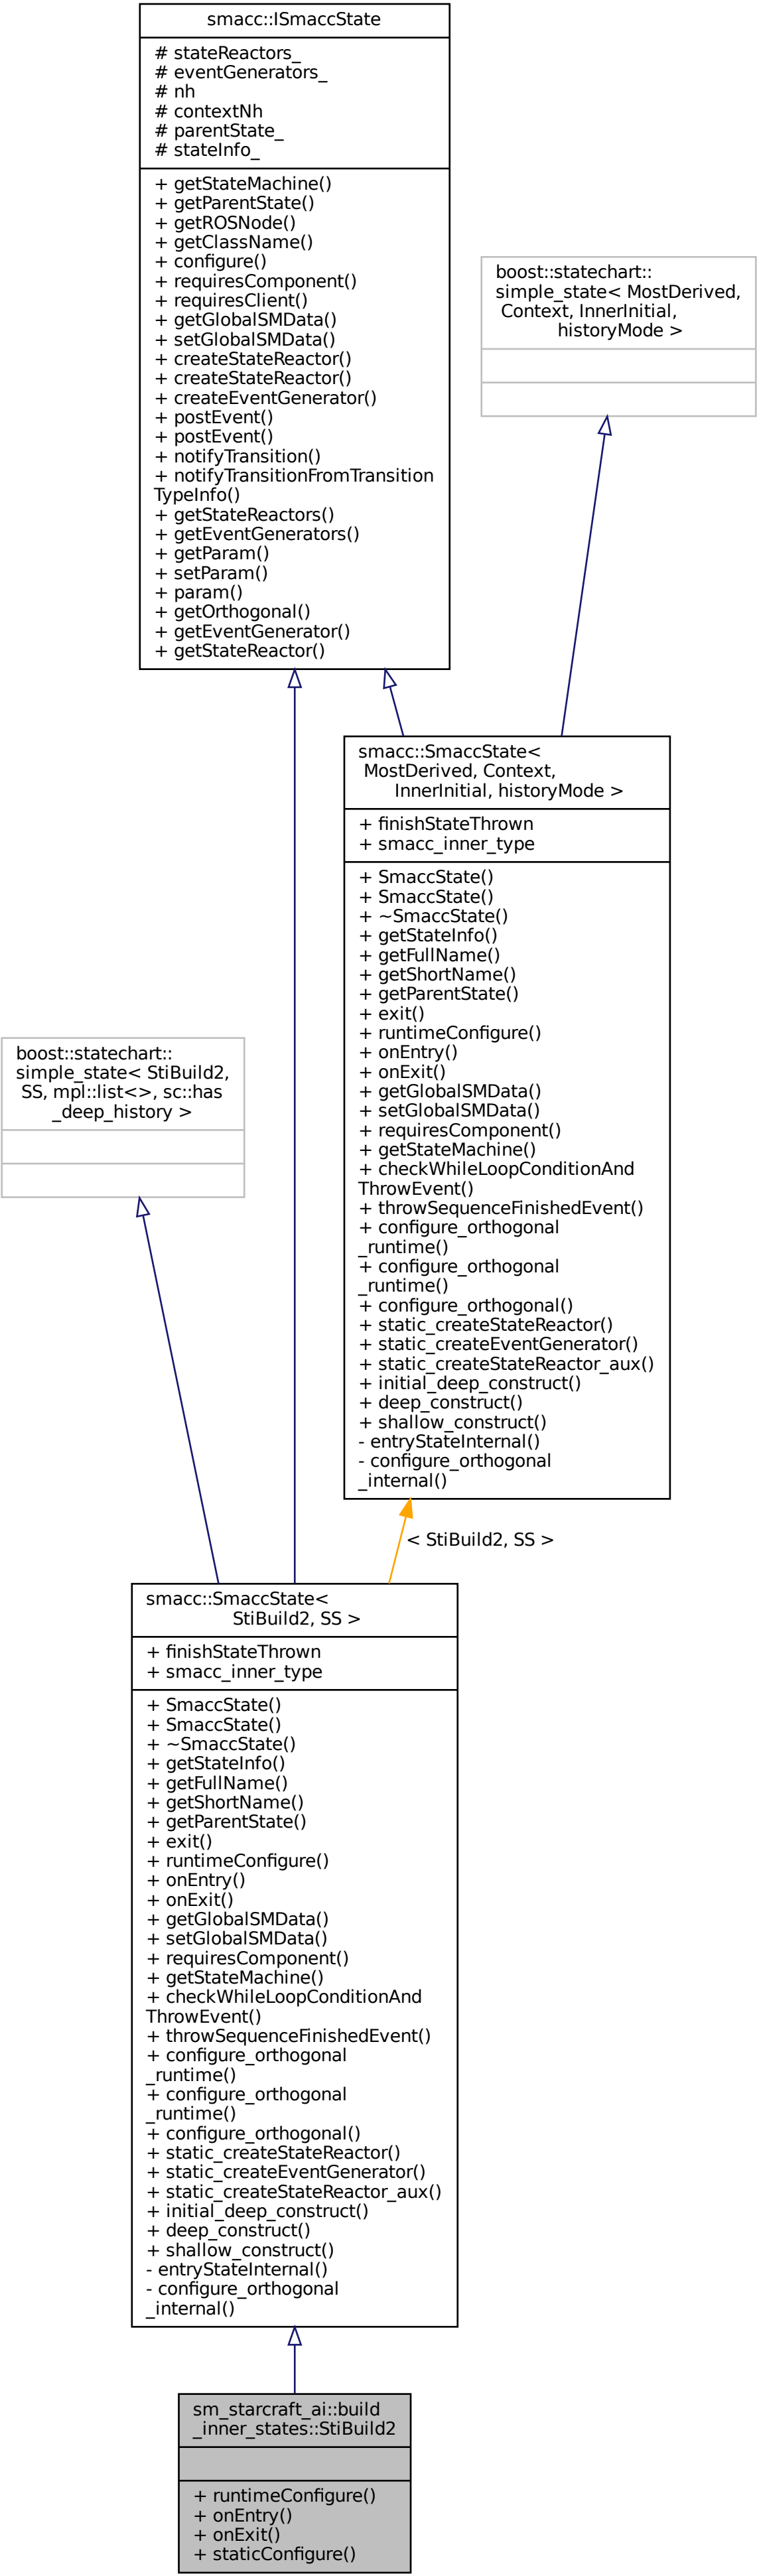 smacc::ISmaccState
# stateReactors_
# eventGenerators_
# nh
# contextNh
# parentState_
# stateInfo_
+ getStateMachine()
+ getParentState()
+ getROSNode()
+ getClassName()
+ configure()
+ requiresComponent()
+ requiresClient()
+ getGlobalSMData()
+ setGlobalSMData()
+ createStateReactor()
+ createStateReactor()
+ createEventGenerator()
+ postEvent()
+ postEvent()
+ notifyTransition()
+ notifyTransitionFromTransition
TypeInfo()
+ getStateReactors()
+ getEventGenerators()
+ getParam()
+ setParam()
+ param()
+ getOrthogonal()
+ getEventGenerator()
+ getStateReactor()
boost::statechart::
simple_state< MostDerived,
Context, InnerInitial,
historyMode >
smacc::SmaccState<
MostDerived, Context,
InnerInitial, historyMode >
+ finishStateThrown
+ smacc_inner_type
+ SmaccState()
+ SmaccState()
+ ~SmaccState()
+ getStateInfo()
+ getFullName()
+ getShortName()
+ getParentState()
+ exit()
+ runtimeConfigure()
+ onEntry()
+ onExit()
+ getGlobalSMData()
+ setGlobalSMData()
+ requiresComponent()
+ getStateMachine()
+ checkWhileLoopConditionAnd
ThrowEvent()
+ throwSequenceFinishedEvent()
+ configure_orthogonal
_runtime()
+ configure_orthogonal
_runtime()
+ configure_orthogonal()
+ static_createStateReactor()
+ static_createEventGenerator()
+ static_createStateReactor_aux()
+ initial_deep_construct()
+ deep_construct()
+ shallow_construct()
- entryStateInternal()
- configure_orthogonal
_internal()
boost::statechart::
simple_state< StiBuild2,
SS, mpl::list<>, sc::has
_deep_history >
< StiBuild2, SS >
smacc::SmaccState<
StiBuild2, SS >
+ finishStateThrown
+ smacc_inner_type
+ SmaccState()
+ SmaccState()
+ ~SmaccState()
+ getStateInfo()
+ getFullName()
+ getShortName()
+ getParentState()
+ exit()
+ runtimeConfigure()
+ onEntry()
+ onExit()
+ getGlobalSMData()
+ setGlobalSMData()
+ requiresComponent()
+ getStateMachine()
+ checkWhileLoopConditionAnd
ThrowEvent()
+ throwSequenceFinishedEvent()
+ configure_orthogonal
_runtime()
+ configure_orthogonal
_runtime()
+ configure_orthogonal()
+ static_createStateReactor()
+ static_createEventGenerator()
+ static_createStateReactor_aux()
+ initial_deep_construct()
+ deep_construct()
+ shallow_construct()
- entryStateInternal()
- configure_orthogonal
_internal()
sm_starcraft_ai::build
_inner_states::StiBuild2
+ runtimeConfigure()
+ onEntry()
+ onExit()
+ staticConfigure()